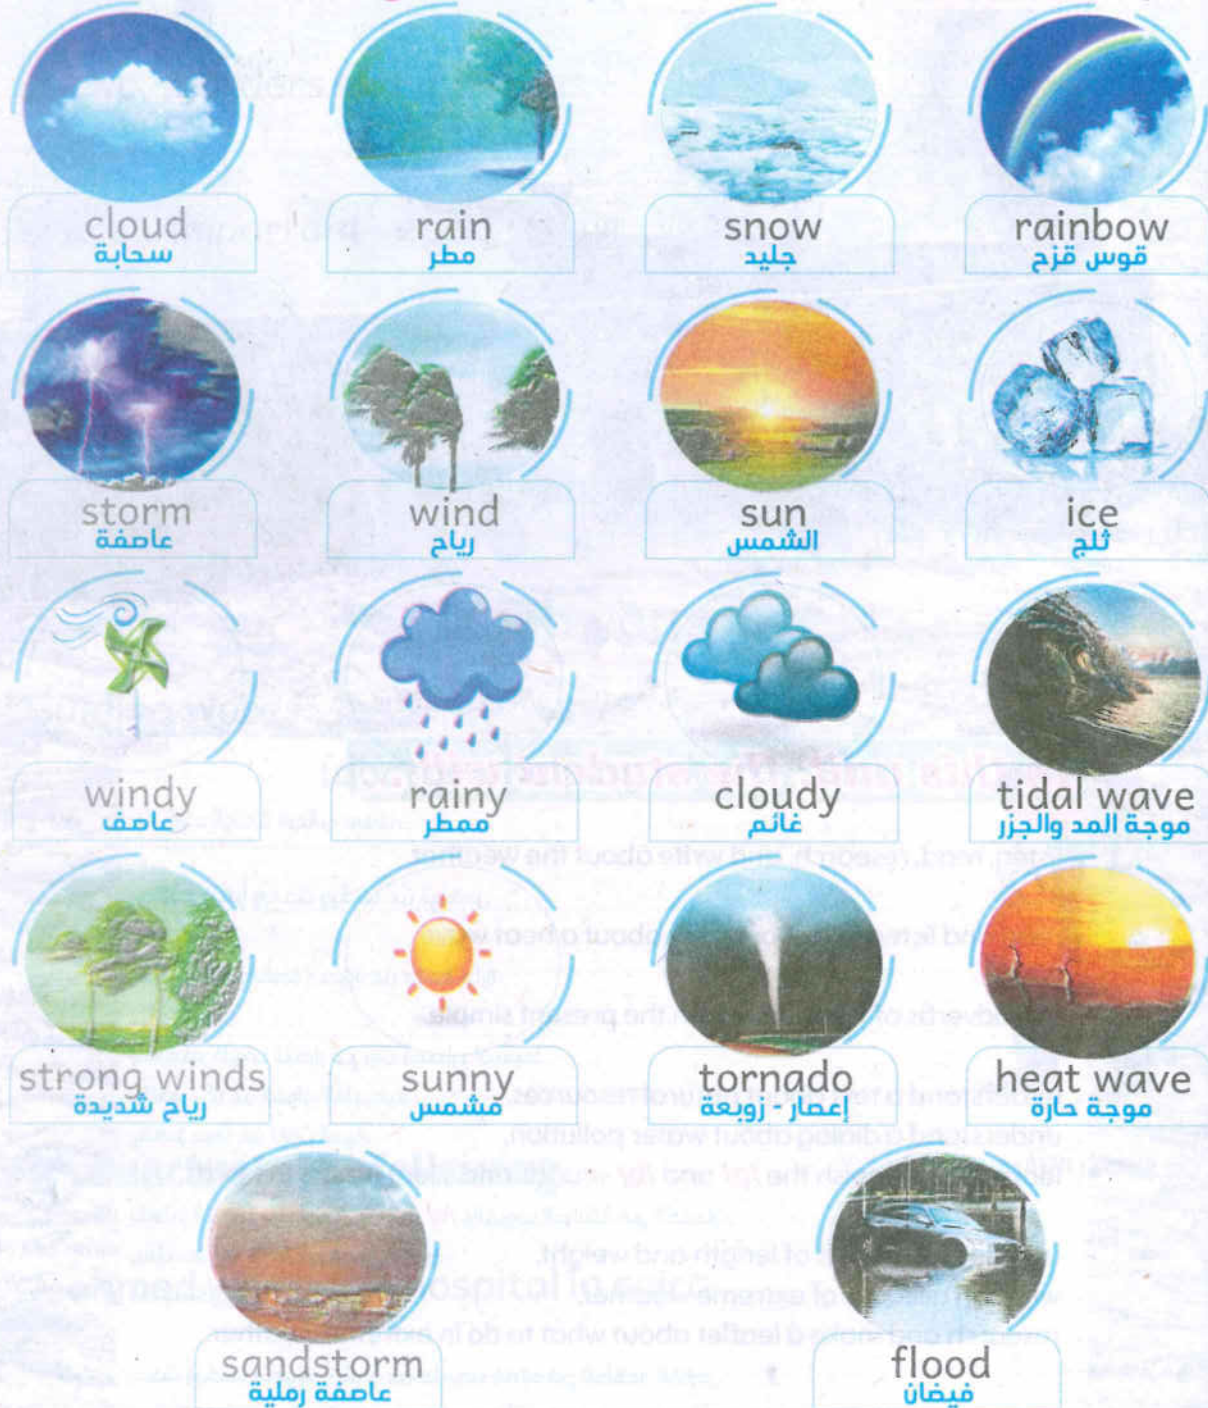 cloud
سحابة
rain
مطر
snow
جليد
rainbow
قوس قزح
storm
عاصفة
wind
رياح
sun
الشمس
ice
ثلج
windy
عاصف
rainy
ممطر
cloudy
غائم
tidal wave
موجة المد والجزر
strong winds
رياح شديدة
sunny
مشمس
tornado
إعصار - زوبعة
heat wave
موجة حارة
sandstorm
عاصفة رملية
flood
فيضان